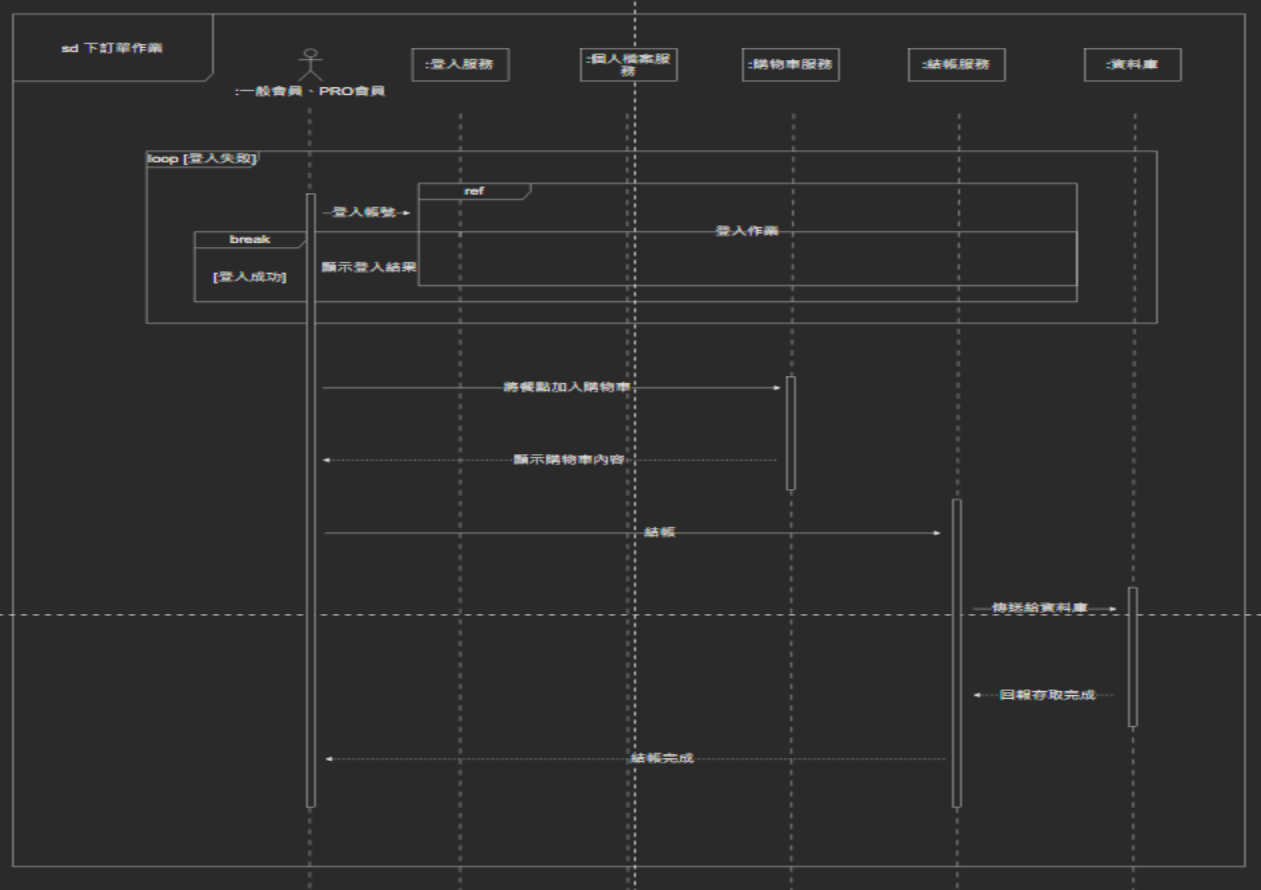 sd 下訂單作業
:一般會員、PRO會員
:登入服務
:個人檔案服
務
:購物車服務
:結帳服務
:資料庫
loop [登入失敗]
ref
登入帳號
登入作業
break
[登入成功]
顯示登入結果
將餐點加入購物車
顯示購物車內容
結帳
傳送給資料庫
回報存取完成
結帳完成